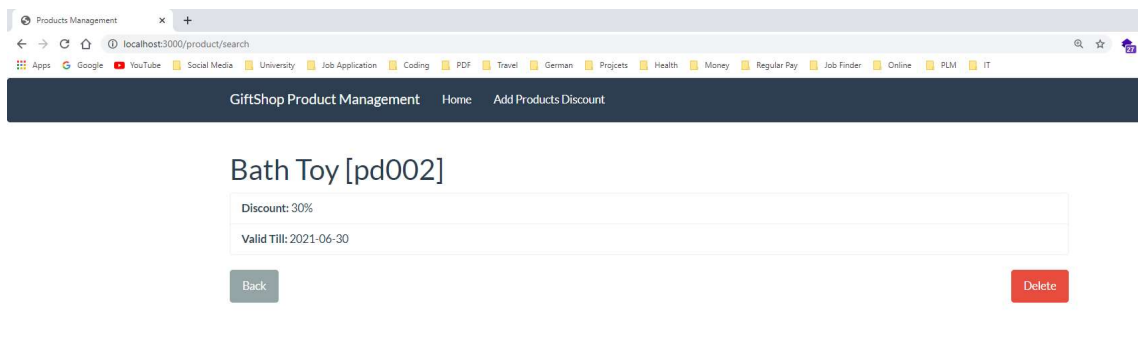 Products Management
localhost:3000/product/search
27
Apps Google YouTube Social Media University Job Application Coding PDF Travel German Projcets Health Money Regular Pay Job Finder Online PLM IT
GiftShop Product Management Home Add Products Discount
Bath Toy [pd002]
Discount: 30%
Valid Till: 2021-06-30
Back Delete